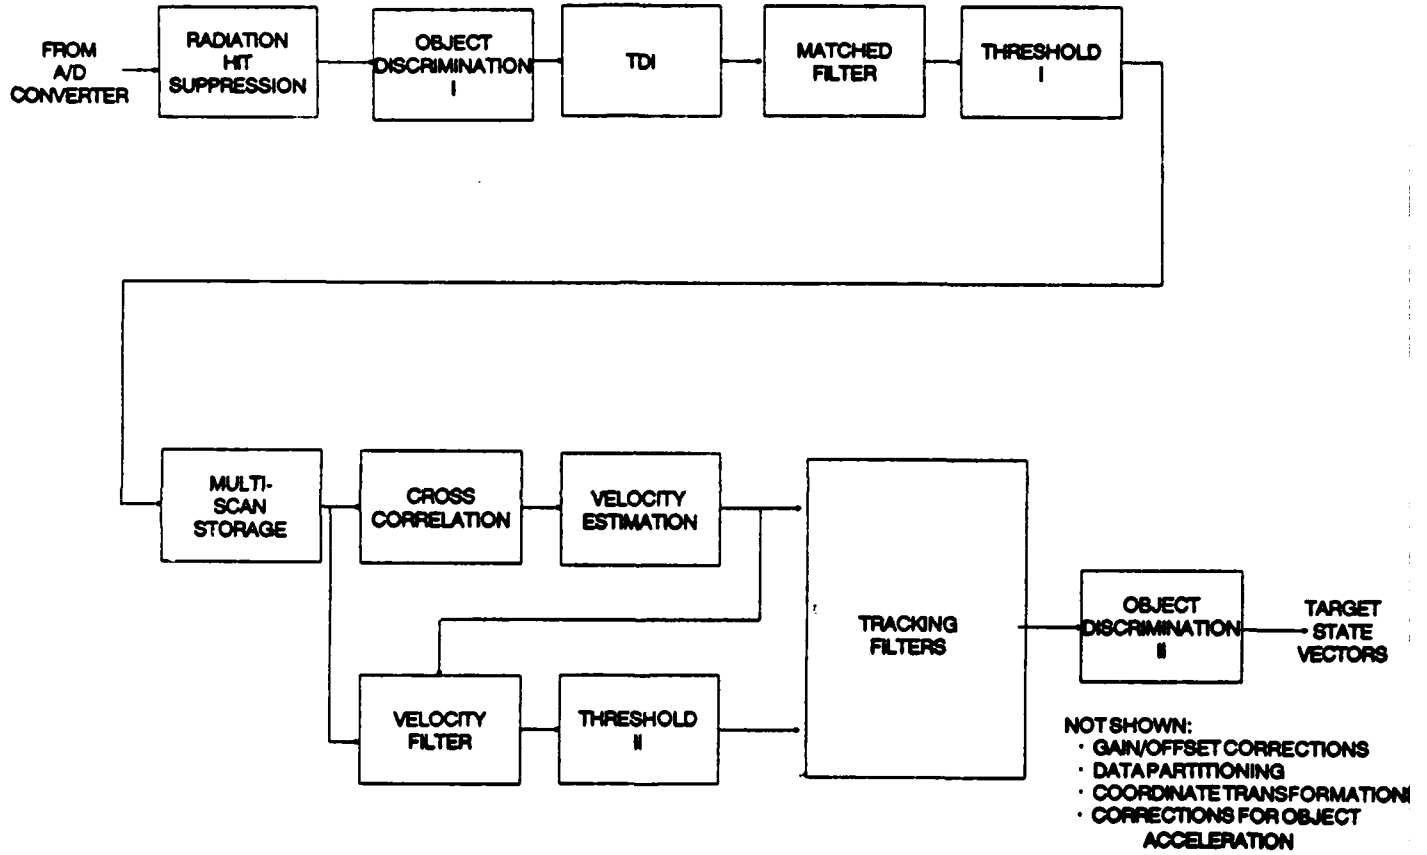 FROM
A/D
CONVERTER
RADIATION
HIT
SUPPRESSION
OBJECT
DISCRIMINATION
I
TDI
MATCHED
FILTER
THRESHOLD
I
MULTI-
SCAN
STORAGE
CROSS
CORRELATION
VELOCITY
ESTIMATION
VELOCITY
FILTER
THRESHOLD
II
TRACKING
FILTERS
OBJECT
DISCRIMINATION
II
TARGET
STATE
VECTORS
NOT SHOWN:
· GAIN/OFFSET CORRECTIONS
· DATA PARTITIONING
· COORDINATE TRANSFORMATIONS
· CORRECTIONS FOR OBJECT
ACCELERATION